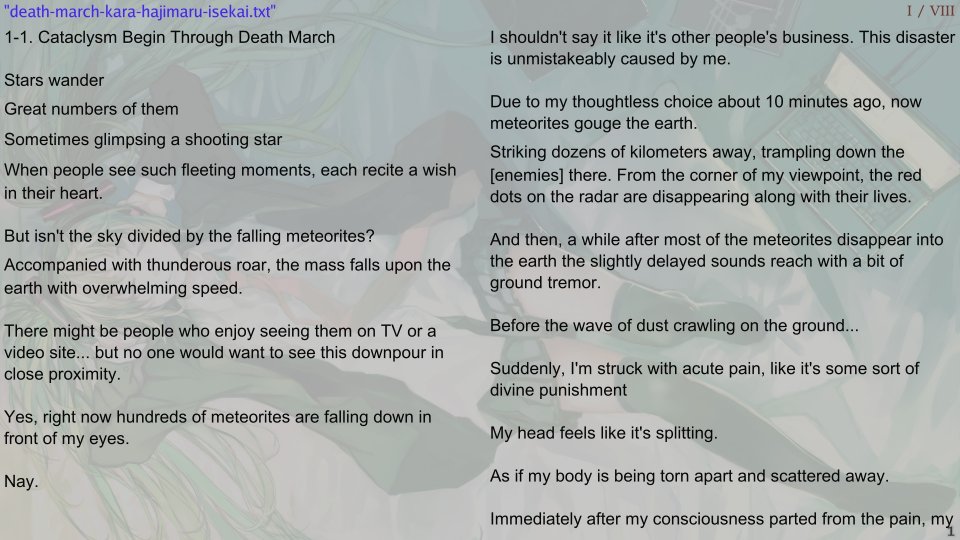 "death-march-kara-hajimaru-isekai.txt"
I / VIII
1-1. Cataclysm Begin Through Death March
Stars wander
Great numbers of them
Sometimes glimpsing a shooting star
When people see such fleeting moments, each recite a wish
in their heart.
But isn't the sky divided by the falling meteorites?
Accompanied with thunderous roar, the mass falls upon the
earth with overwhelming speed.
There might be people who enjoy seeing them on TV or a
video site... but no one would want to see this downpour in
close proximity.
Yes, right now hundreds of meteorites are falling down in
front of my eyes.
Nay.
I shouldn't say it like it's other people's business. This disaster
is unmistakeably caused by me.
Due to my thoughtless choice about 10 minutes ago, now
meteorites gouge the earth.
Striking dozens of kilometers away, trampling down the
[enemies] there. From the corner of my viewpoint, the red
dots on the radar are disappearing along with their lives.
And then, a while after most of the meteorites disappear into
the earth the slightly delayed sounds reach with a bit of
ground tremor.
Before the wave of dust crawling on the ground...
Suddenly, I'm struck with acute pain, like it's some sort of
divine punishment
My head feels like it's splitting.
As if my body is being torn apart and scattered away.
Immediately after my consciousness parted from the pain, my
1